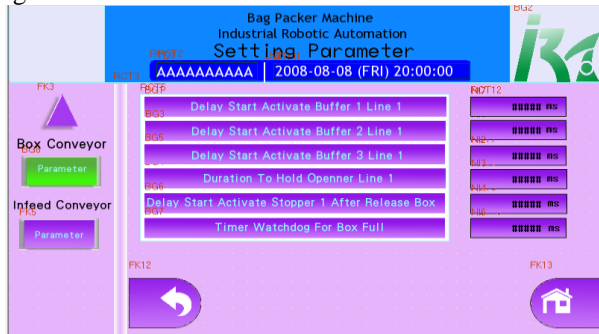 BG2
Bag Packer Machine
Industrial Robotic Automation
Setting Parameter
AAAAAAAAAA 2008-08-08 (FRI) 20:00:00
FK3
Box Conveyor
Parameter
Infeed Conveyor
FK5
Parameter
BG3
BG5
BG6
BG7
Delay Start Activate Buffer 1 Line 1
##### ms
Delay Start Activate Buffer 2 Line 1
##### ms
Delay Start Activate Buffer 3 Line 1
##### ms
Duration To Hold Openner Line 1
##### ms
Delay Start Activate Stopper 1 After Release Box
##### ms
Timer Watchdog For Box Full
##### ms
FK12
FK13